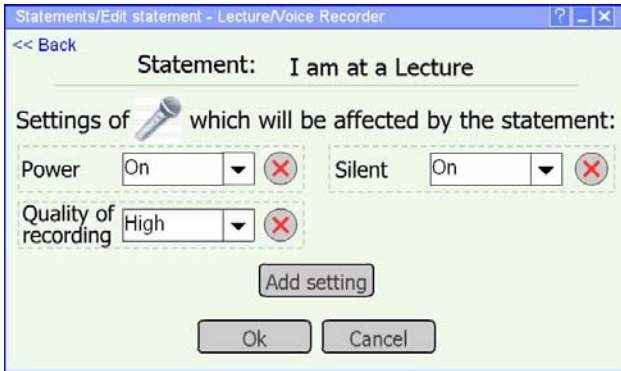 Statements/Edit statement - Lecture/Voice Recorder ? _ X
<< Back
Statement: I am at a Lecture
Settings of which will be affected by the statement:
Power On Silent On
Quality of recording High
Add setting
Ok Cancel